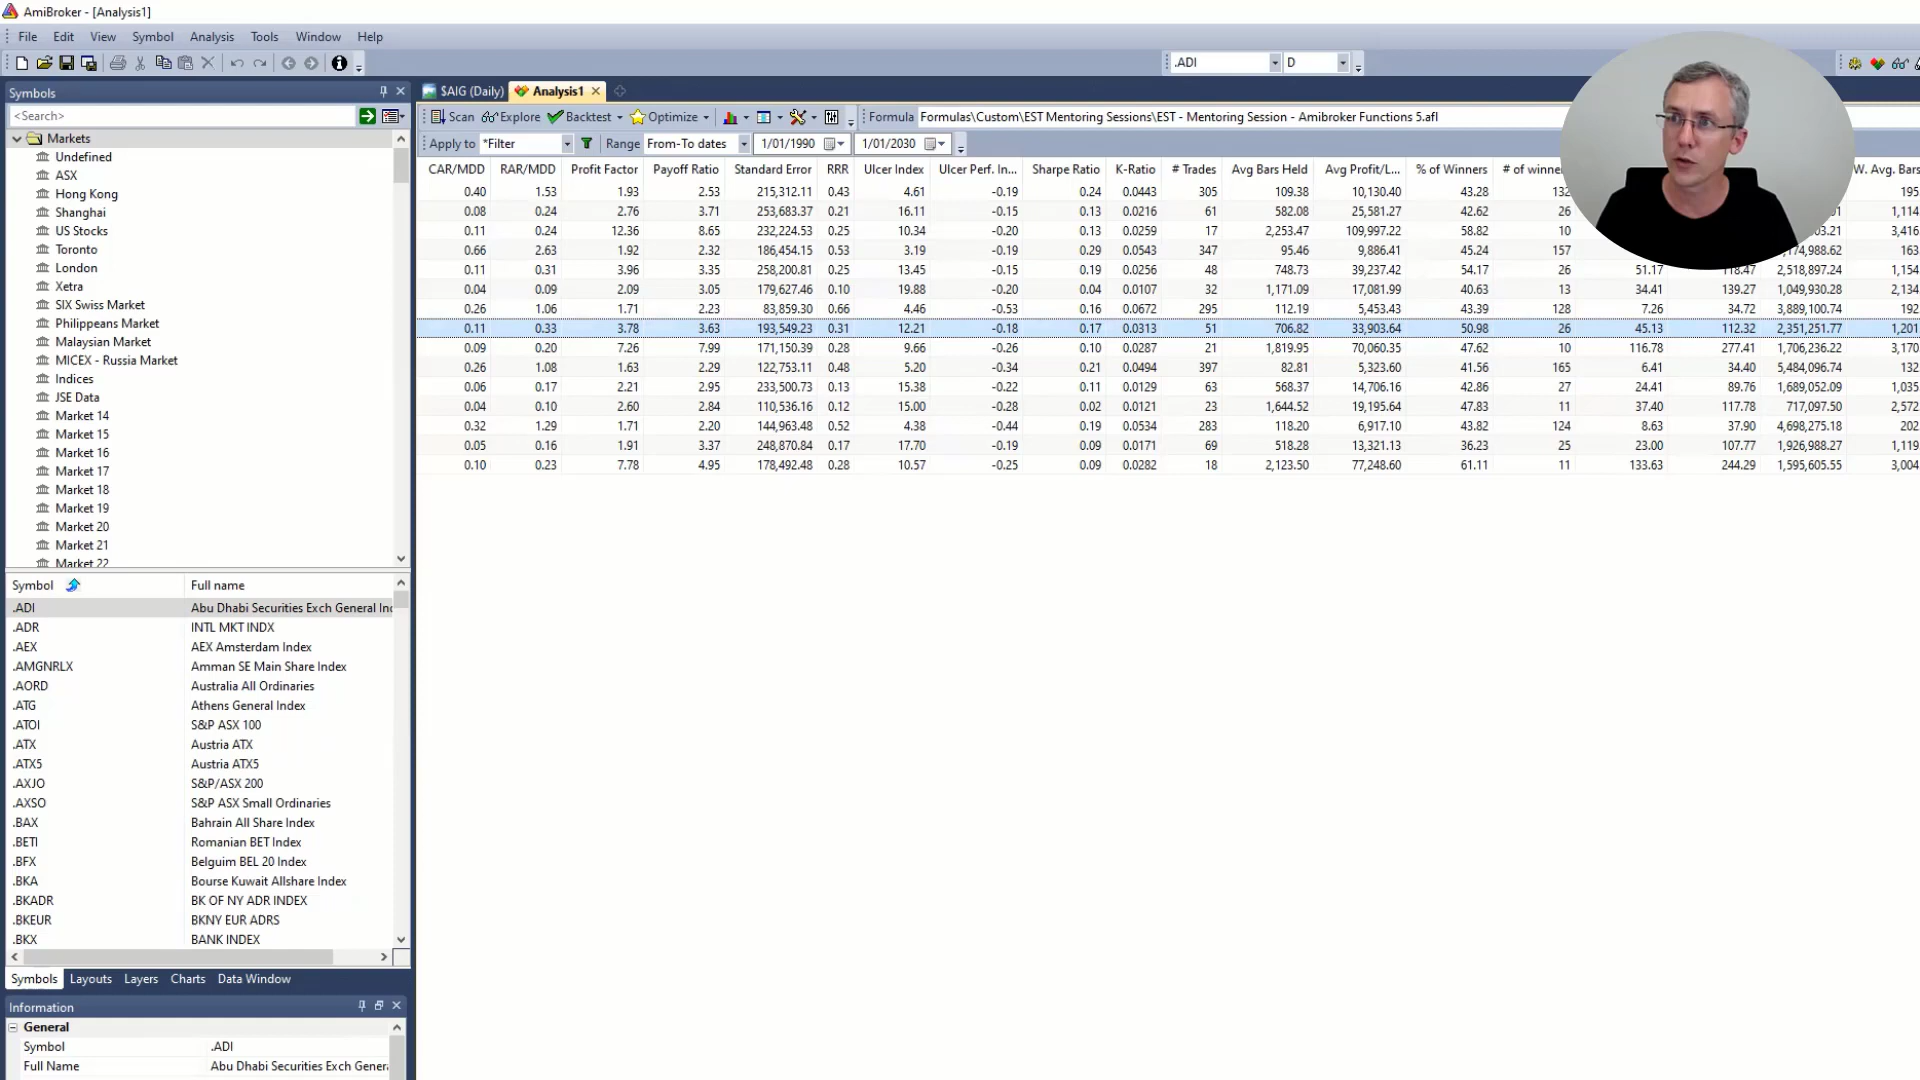 AmiBroker - [Analysis1]
File Edit View Symbol Analysis Tools Window Help
.ADI D
Symbols
<Search>
Markets
Undefined
ASX
Hong Kong
Shanghai
US Stocks
Toronto
London
Xetra
SIX Swiss Market
Philippeans Market
Malaysian Market
MICEX - Russia Market
Indices
JSE Data
Market 14
Market 15
Market 16
Market 17
Market 18
Market 19
Market 20
Market 21
Market 22
Symbol Full name
.ADI Abu Dhabi Securities Exch General Inc
.ADR INTL MKT INDX
.AEX AEX Amsterdam Index
.AMGNRLX Amman SE Main Share Index
.AORD Australia All Ordinaries
.ATG Athens General Index
.ATOI S&P ASX 100
.ATX Austria ATX
.ATX5 Austria ATX5
.AXJO S&P/ASX 200
.AXSO S&P ASX Small Ordinaries
.BAX Bahrain All Share Index
.BETI Romanian BET Index
.BFX Belguim BEL 20 Index
.BKA Bourse Kuwait Allshare Index
.BKADR BK OF NY ADR INDEX
.BKEUR BKNY EUR ADRS
.BKX BANK INDEX
Symbols Layouts Layers Charts Data Window
Information
General
Symbol .ADI
Full Name Abu Dhabi Securities Exch Genera
$AIG (Daily) Analysis1
Scan Explore Backtest Optimize Formula Formulas\Custom\EST Mentoring Sessions\EST - Mentoring Session - Amibroker Functions 5.afl
Apply to *Filter Range From-To dates 1/01/1990 1/01/2030
CAR/MDD RAR/MDD Profit Factor Payoff Ratio Standard Error RRR Ulcer Index Ulcer Perf. In... Sharpe Ratio K-Ratio # Trades Avg Bars Held Avg Profit/L... % of Winners # of winner W. Avg. Bars
0.40 1.53 1.93 2.53 215,312.11 0.43 4.61 -0.19 0.24 0.0443 305 109.38 10,130.40 43.28 132 195
0.08 0.24 2.76 3.71 253,683.37 0.21 16.11 -0.15 0.13 0.0216 61 582.08 25,581.27 42.62 26 1,114
0.11 0.24 12.36 8.65 232,224.53 0.25 10.34 -0.20 0.13 0.0259 17 2,253.47 109,997.22 58.82 10 3,416
0.66 2.63 1.92 2.32 186,454.15 0.53 3.19 -0.19 0.29 0.0543 347 95.46 9,886.41 45.24 157 163
0.11 0.31 3.96 3.35 258,200.81 0.25 13.45 -0.15 0.19 0.0256 48 748.73 39,237.42 54.17 26 51.17 118.47 2,518,897.24 1,154
0.04 0.09 2.09 3.05 179,627.46 0.10 19.88 -0.20 0.04 0.0107 32 1,171.09 17,081.99 40.63 13 34.41 139.27 1,049,930.28 2,134
0.26 1.06 1.71 2.23 83,859.30 0.66 4.46 -0.53 0.16 0.0672 295 112.19 5,453.43 43.39 128 7.26 34.72 3,889,100.74 192
0.11 0.33 3.78 3.63 193,549.23 0.31 12.21 -0.18 0.17 0.0313 51 706.82 33,903.64 50.98 26 45.13 112.32 2,351,251.77 1,201
0.09 0.20 7.26 7.99 171,150.39 0.28 9.66 -0.26 0.10 0.0287 21 1,819.95 70,060.35 47.62 10 116.78 277.41 1,706,236.22 3,170
0.26 1.08 1.63 2.29 122,753.11 0.48 5.20 -0.34 0.21 0.0494 397 82.81 5,323.60 41.56 165 6.41 34.40 5,484,096.74 132
0.06 0.17 2.21 2.95 233,500.73 0.13 15.38 -0.22 0.11 0.0129 63 568.37 14,706.16 42.86 27 24.41 89.76 1,689,052.09 1,035
0.04 0.10 2.60 2.84 110,536.16 0.12 15.00 -0.28 0.02 0.0121 23 1,644.52 19,195.64 47.83 11 37.40 117.78 717,097.50 2,572
0.32 1.29 1.71 2.20 144,963.48 0.52 4.38 -0.44 0.19 0.0534 283 118.20 6,917.10 43.82 124 8.63 37.90 4,698,275.18 202
0.05 0.16 1.91 3.37 248,870.84 0.17 17.70 -0.19 0.09 0.0171 69 518.28 13,321.13 36.23 25 23.00 107.77 1,926,988.27 1,119
0.10 0.23 7.78 4.95 178,492.48 0.28 10.57 -0.25 0.09 0.0282 18 2,123.50 77,248.60 61.11 11 133.63 244.29 1,595,605.55 3,004